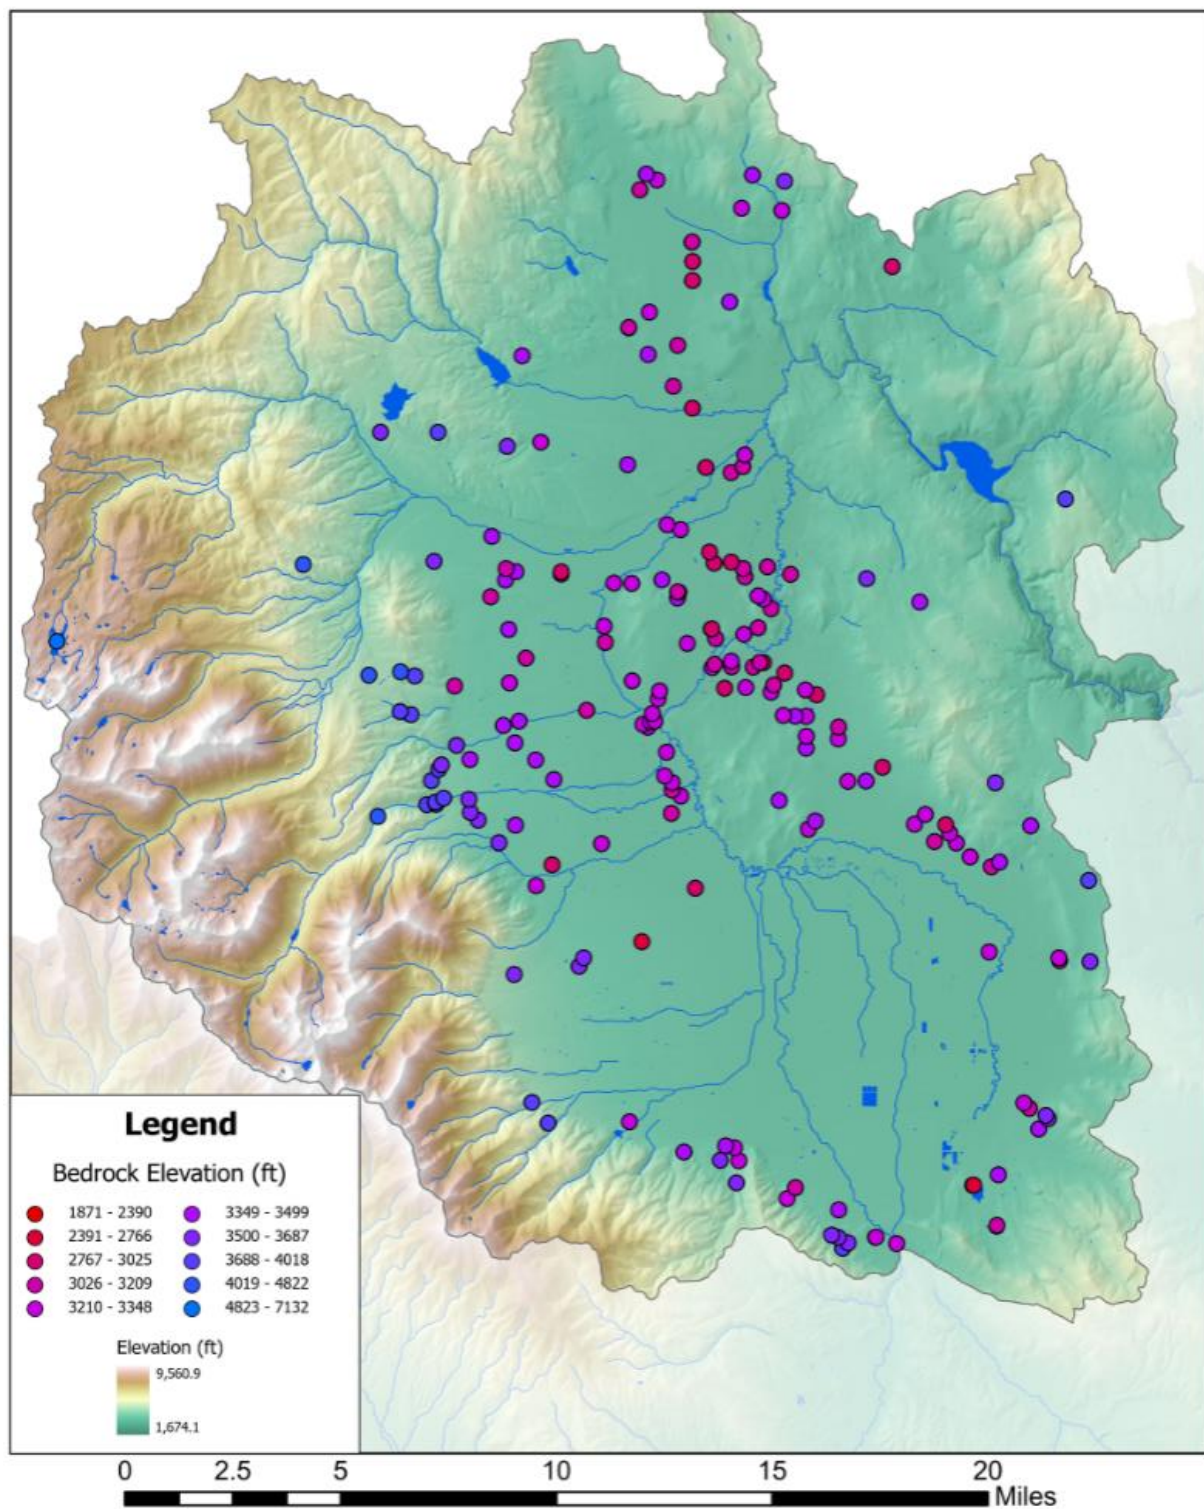 Legend
Bedrock Elevation (ft)
1871 - 2390
2391 - 2766
2767 - 3025
3026 - 3209
3210 - 3348
3349 - 3499
3500 - 3687
3688 - 4018
4019 - 4822
4823 - 7132
Elevation (ft)
9,560.9
1,674.1
0 2.5 5 10 15 20
Miles